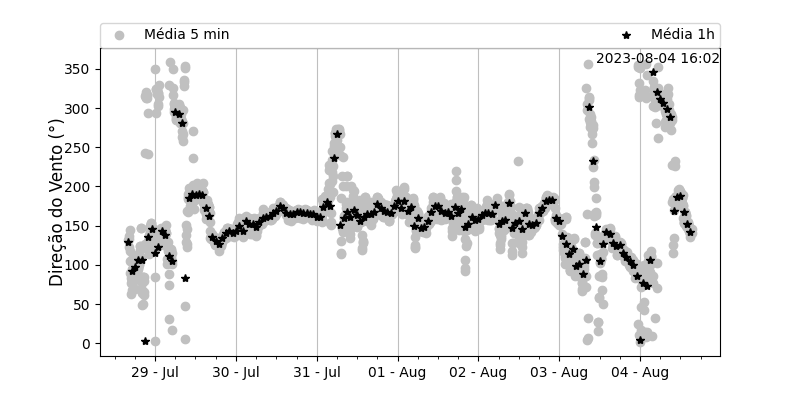 Média 5 min
Média 1h
2023-08-04 16:02
Direção do Vento (°)
350
300
250
200
150
100
50
0
29 - Jul
30 - Jul
31 - Jul
01 - Aug
02 - Aug
03 - Aug
04 - Aug